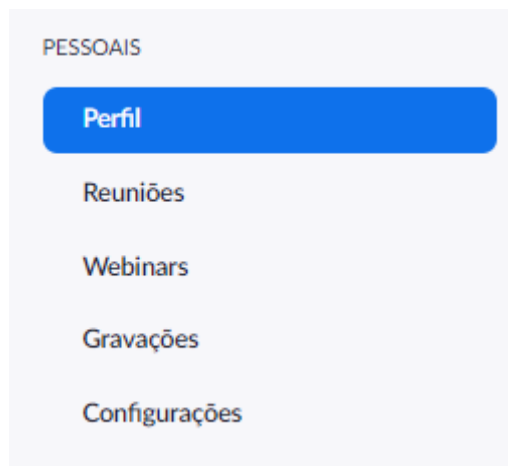 PESSOAIS
Perfil
Reuniões
Webinars
Gravações
Configurações